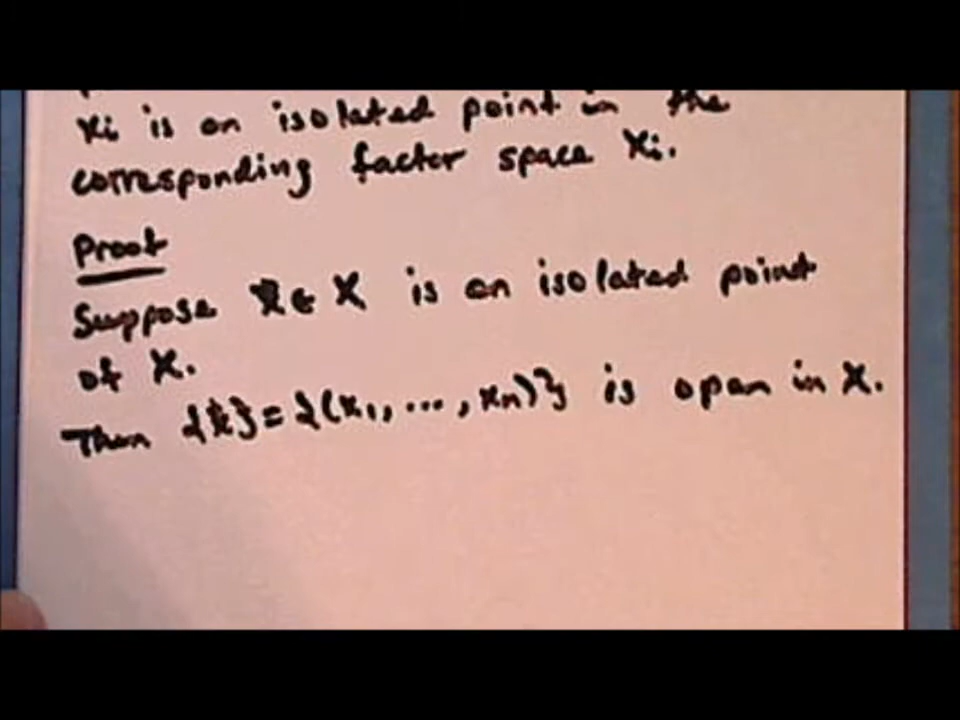 xi is an isolated point in the
corresponding factor space Xi.
Proof
Suppose x ∈ X is an isolated point
of X.
Then {x} = {(x1, ..., xn)} is open in X.